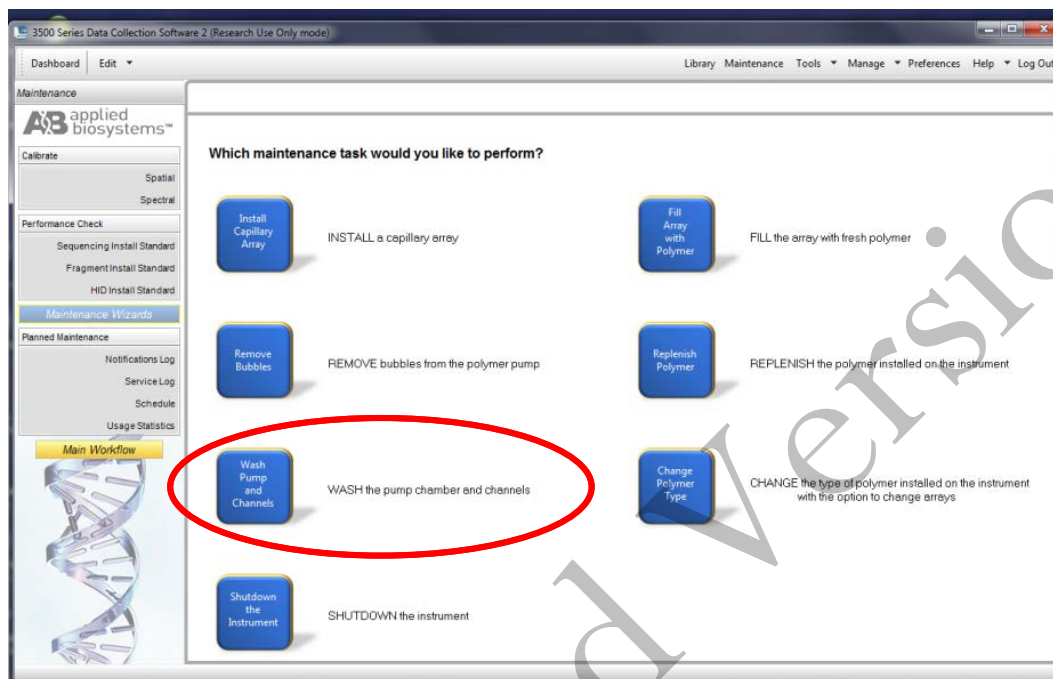 3500 Series Data Collection Software 2 (Research Use Only mode)
Dashboard Edit Library Maintenance Tools Manage Preferences Help Log Out
Maintenance
AB applied
biosystems™
Calibrate
Spatial
Spectral
Performance Check
Sequencing Install Standard
Fragment Install Standard
HID Install Standard
Maintenance Wizards
Planned Maintenance
Notifications Log
Service Log
Schedule
Usage Statistics
Main Workflow
Which maintenance task would you like to perform?
Install
Capillary
Array
INSTALL a capillary array
Fill
Array
with
Polymer
FILL the array with fresh polymer
Remove
Bubbles
REMOVE bubbles from the polymer pump
Replenish
Polymer
REPLENISH the polymer installed on the instrument
Wash
Pump
and
Channels
WASH the pump chamber and channels
Change
Polymer
Type
CHANGE the type of polymer installed on the instrument
with the option to change arrays
Shutdown
the
Instrument
SHUTDOWN the instrument